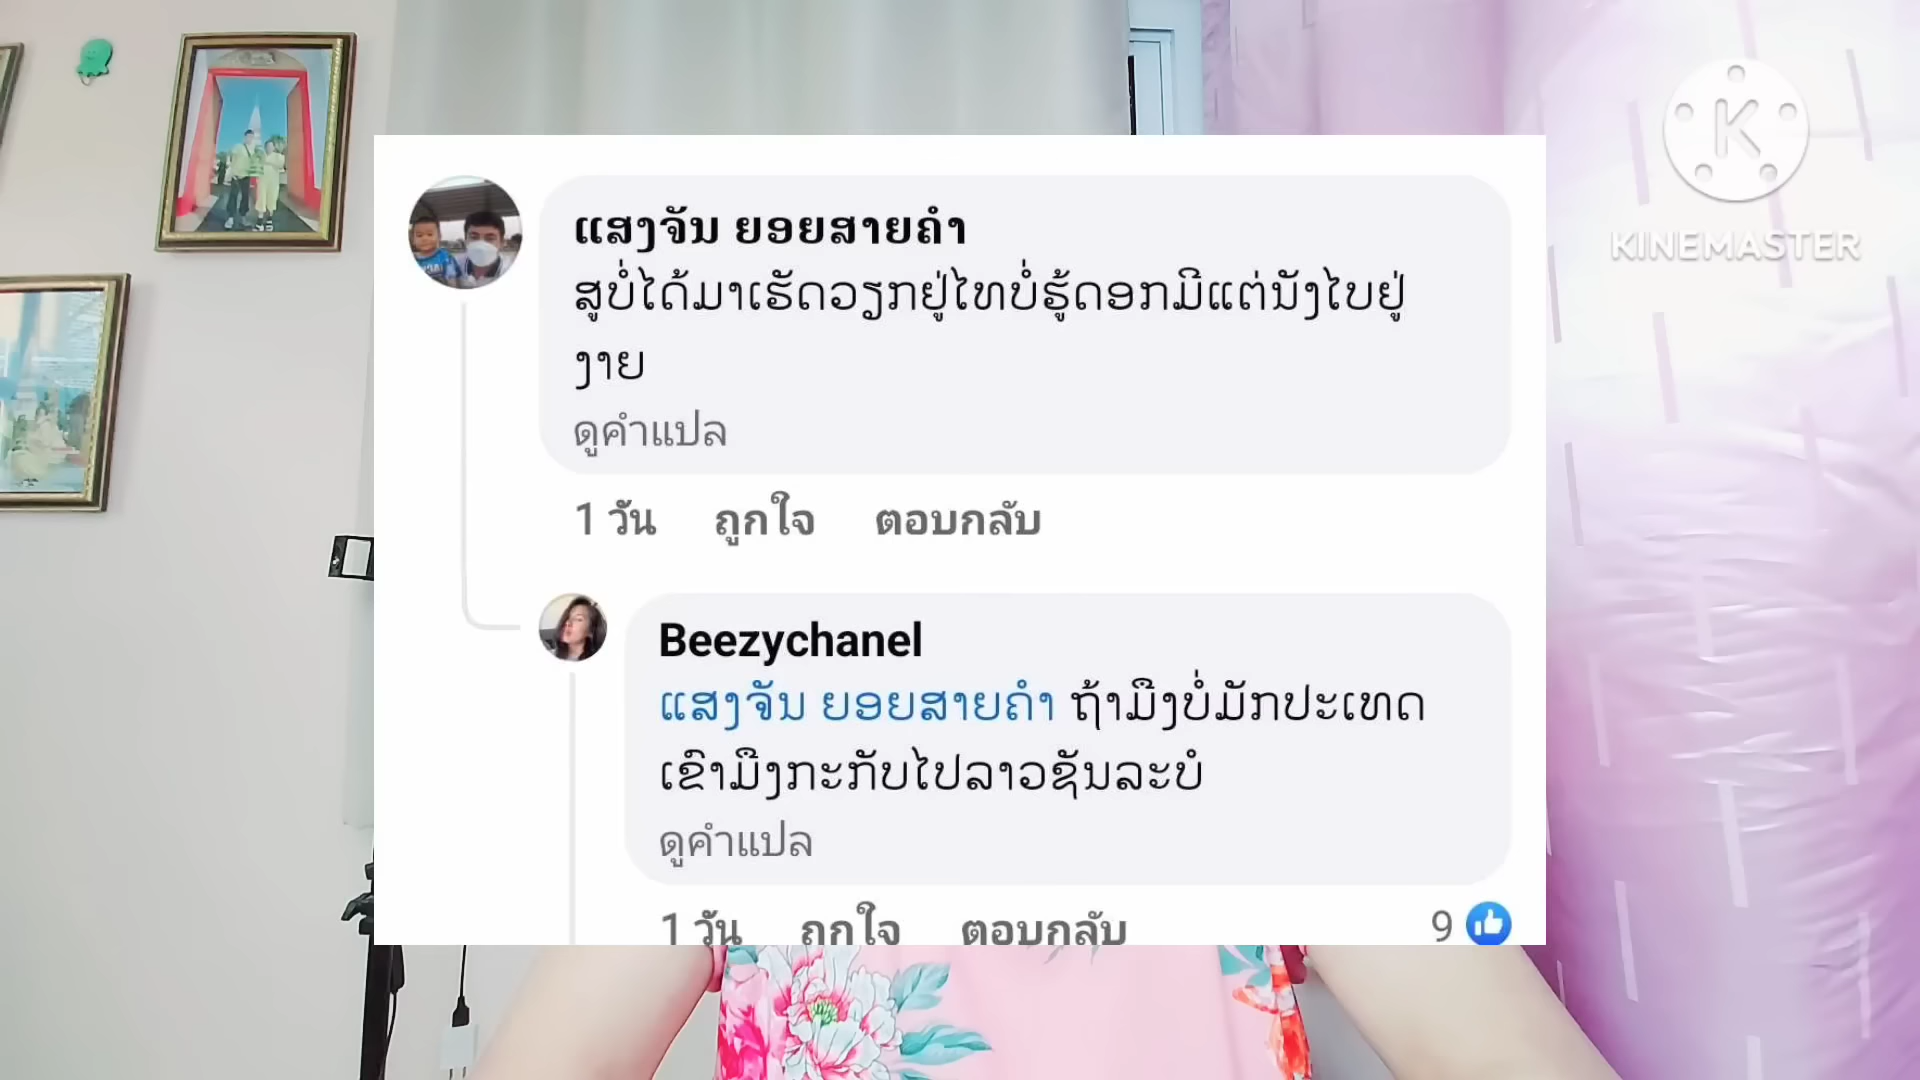 KINEMASTER
ແສງຈັນ ຍອຍສາຍຄຳ
ສູບໍ່ໄດ້ມາເຮັດວຽກຢູ່ໄທບໍ່ຮູ້ດອກມີແຕ່ນັ່ງໄບຢູ່
ງາຍ
ดูคำแปล
1 วัน ถูกใจ ตอบกลับ
Beezychanel
ແສງຈັນ ຍອຍສາຍຄຳ ຖ້າມຶງບໍ່ມັກປະເທດ
ເຂົາມຶງກະກັບໄປລາວຊັ້ນລະບໍ
ดูคำแปล
1 วัน ถูกใจ ตอบกลับ 9